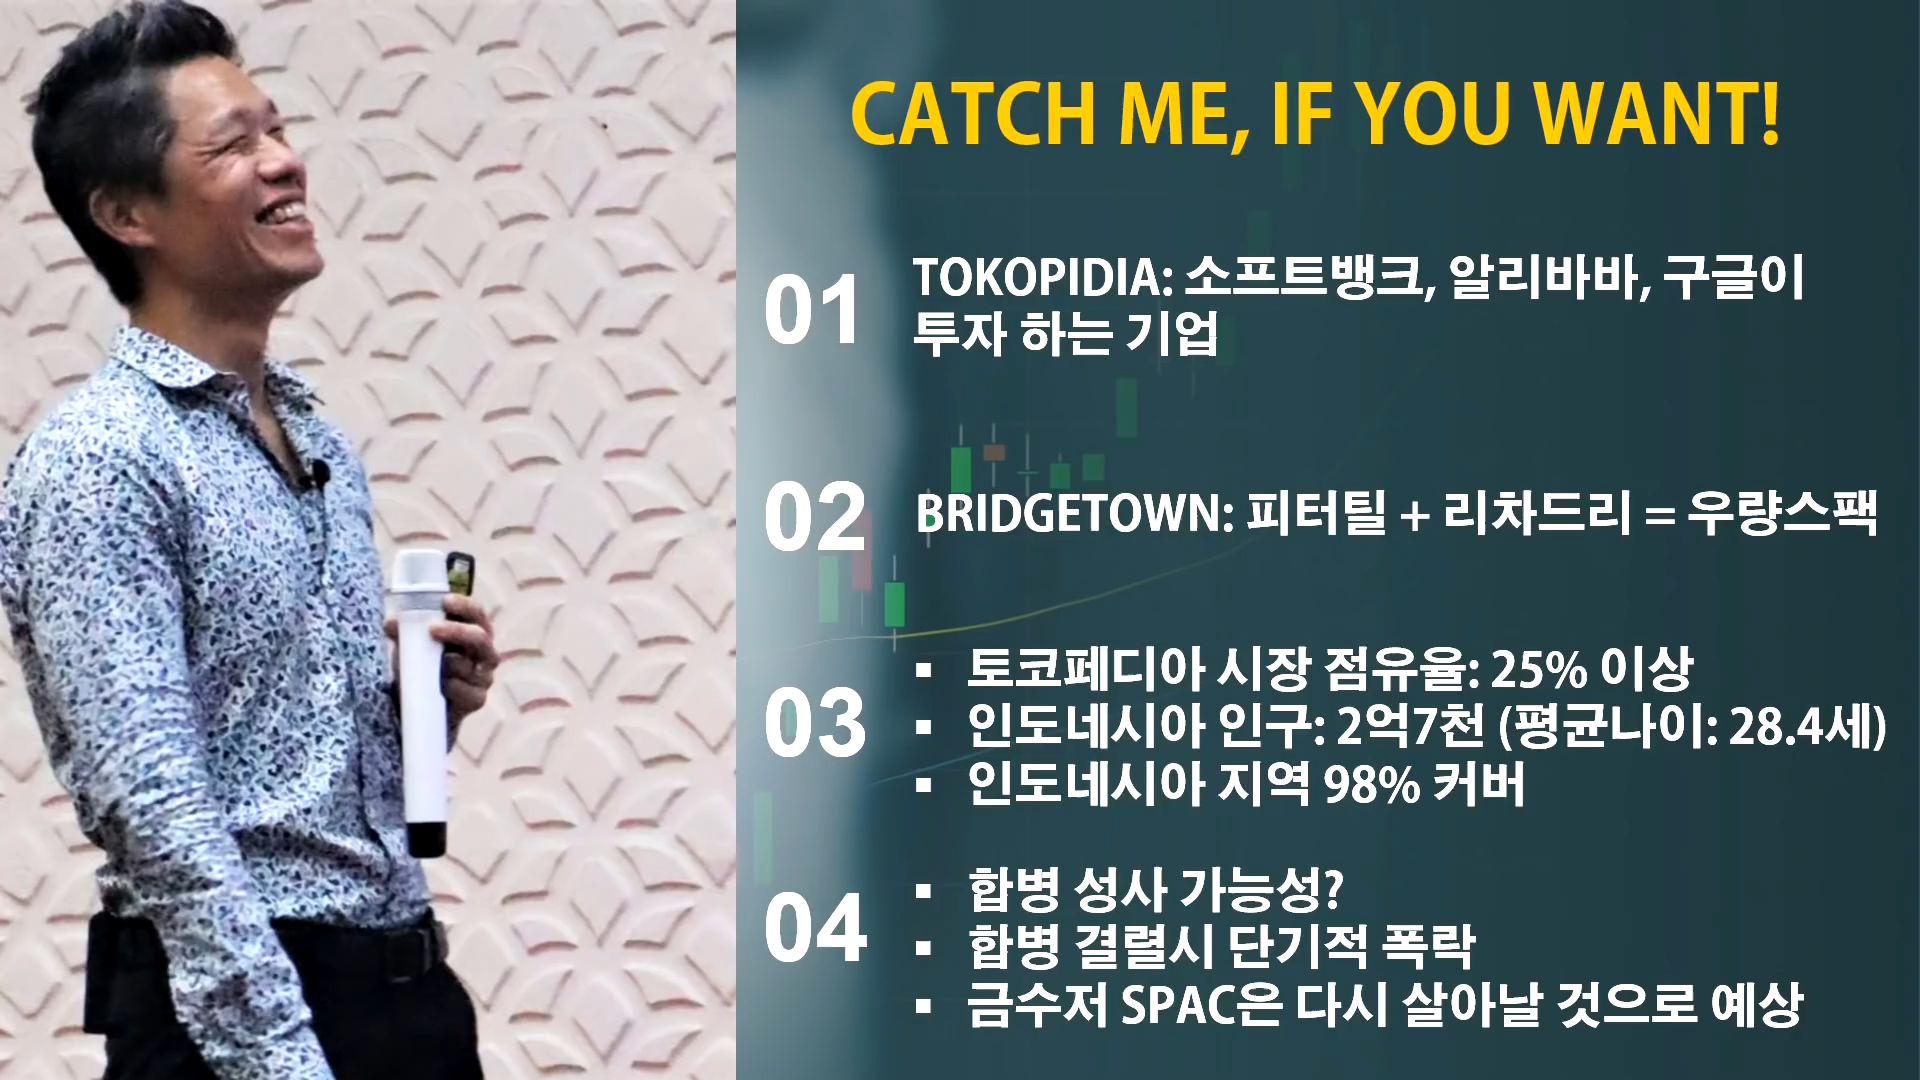 CATCH ME, IF YOU WANT!
01
TOKOPIDIA: 소프트뱅크, 알리바바, 구글이
투자 하는 기업
02
BRIDGETOWN: 피터틸 + 리차드리 = 우량스팩
03
▪ 토코페디아 시장 점유율: 25% 이상
▪ 인도네시아 인구: 2억7천 (평균나이: 28.4세)
▪ 인도네시아 지역 98% 커버
04
▪ 합병 성사 가능성?
▪ 합병 결렬시 단기적 폭락
▪ 금수저 SPAC은 다시 살아날 것으로 예상